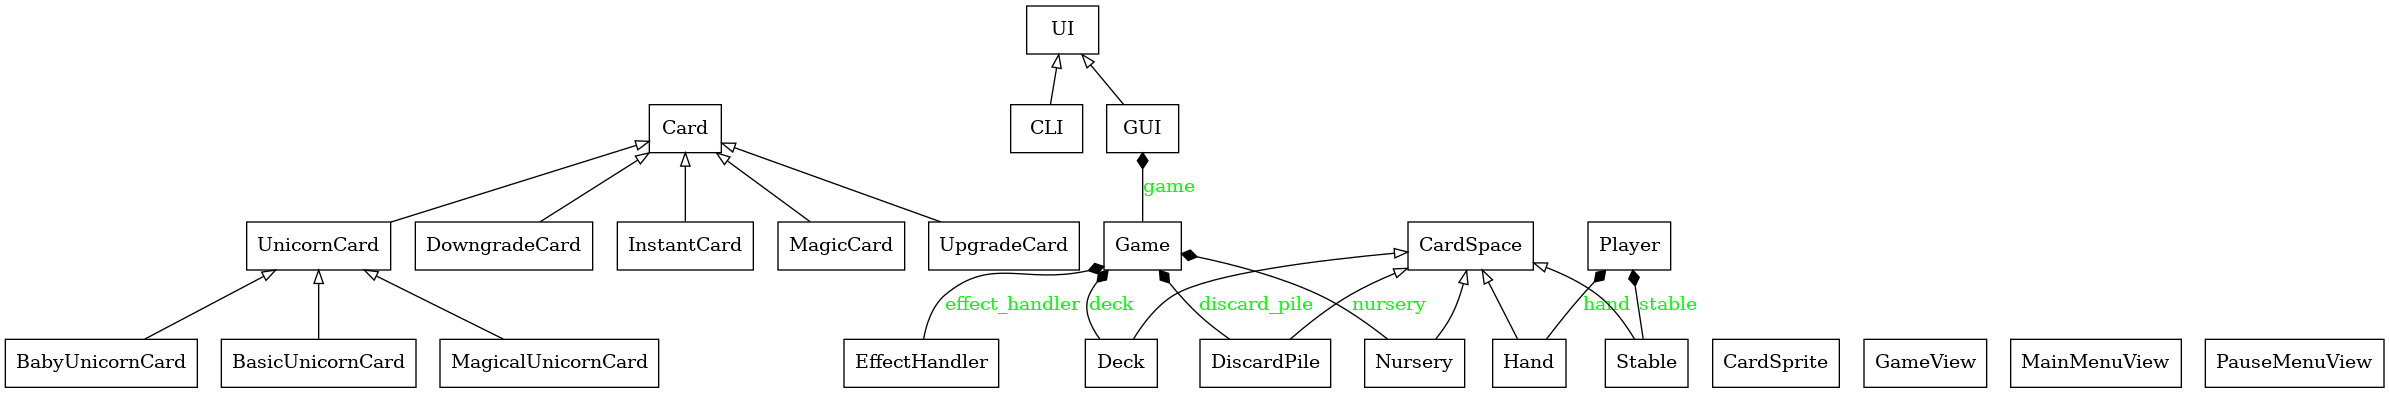 UI
CLI
GUI
Card
game
UnicornCard
DowngradeCard
InstantCard
MagicCard
UpgradeCard
Game
CardSpace
Player
effect_handler
deck
discard_pile
nursery
hand
stable
BabyUnicornCard
BasicUnicornCard
MagicalUnicornCard
EffectHandler
Deck
DiscardPile
Nursery
Hand
Stable
CardSprite
GameView
MainMenuView
PauseMenuView